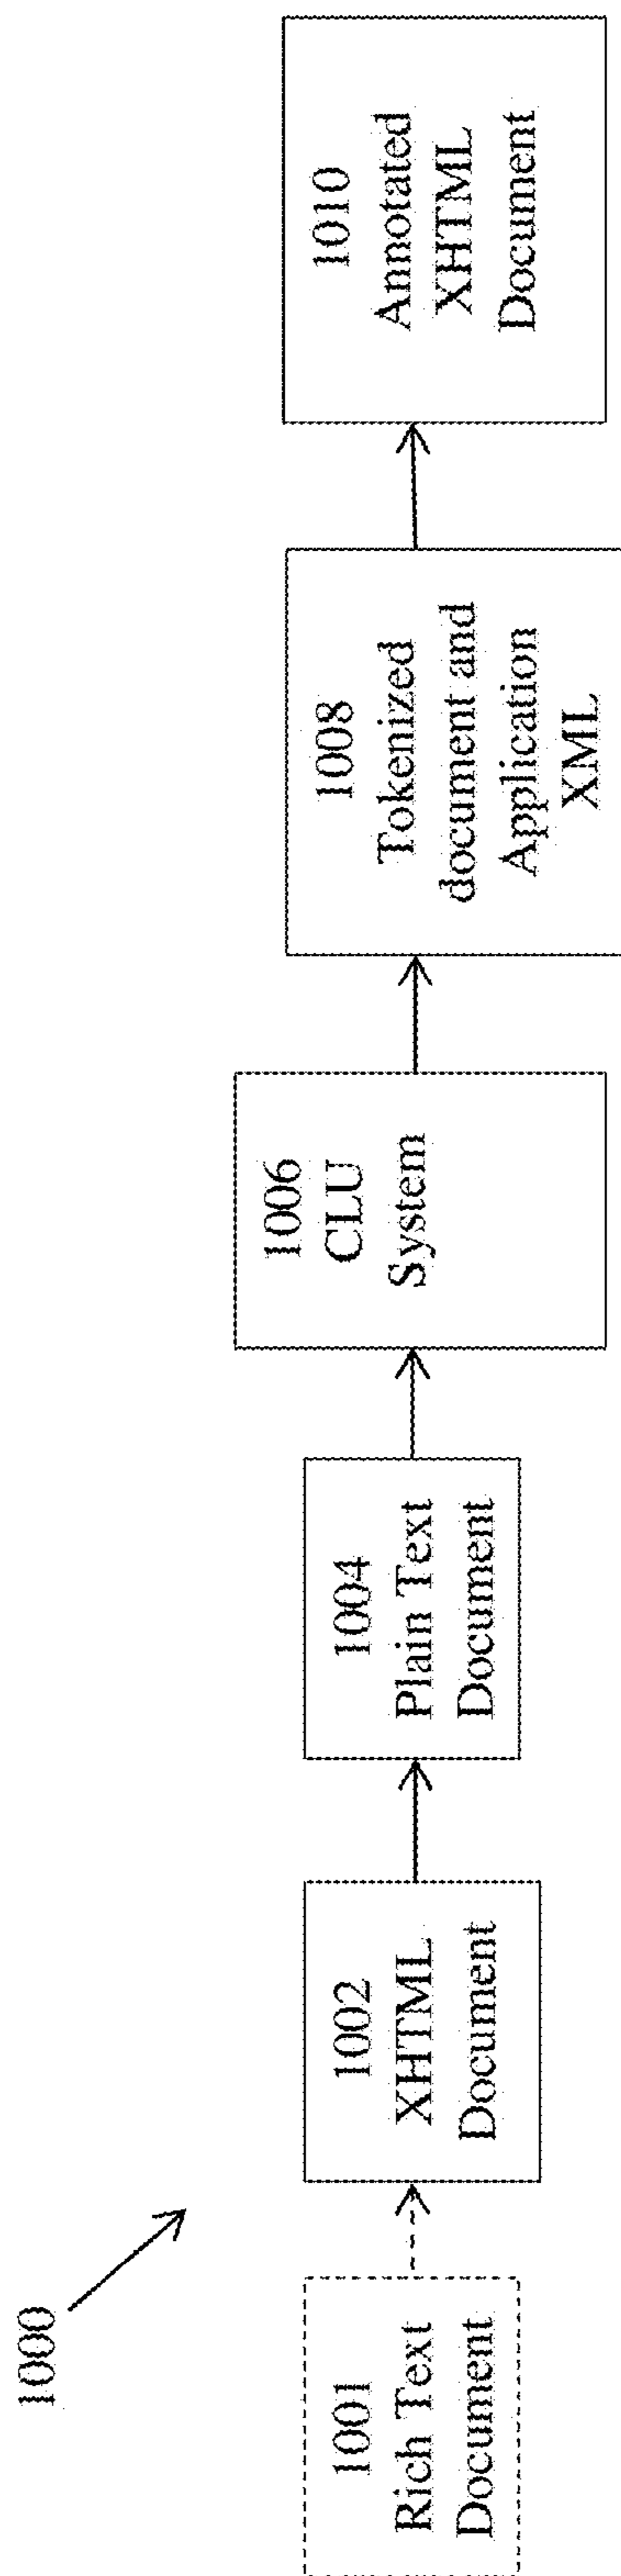 1000
1001
Rich Text
Document
1002
XHTML
Document
1004
Plain Text
Document
1006
CLU
System
1008
Tokenized
document and
Application
XML
1010
Annotated
XHTML
Document